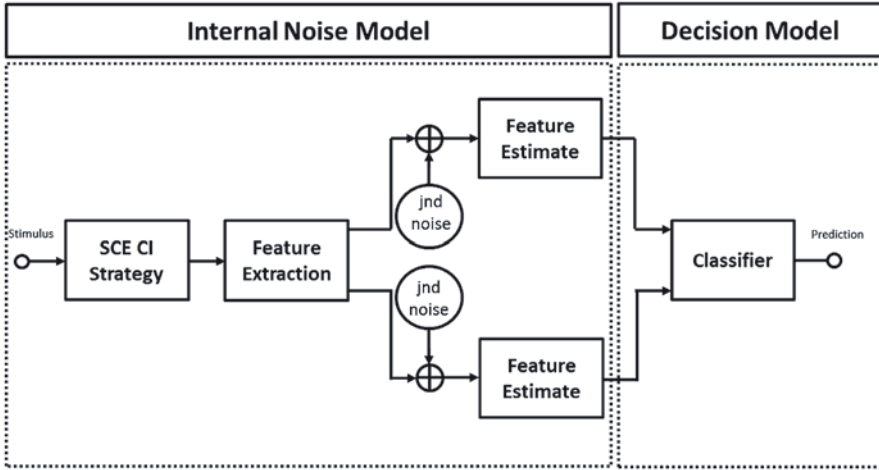 Internal Noise Model
Decision Model
Stimulus
SCE CI
Strategy
Feature
Extraction
jnd
noise
jnd
noise
Feature
Estimate
Feature
Estimate
Classifier
Prediction